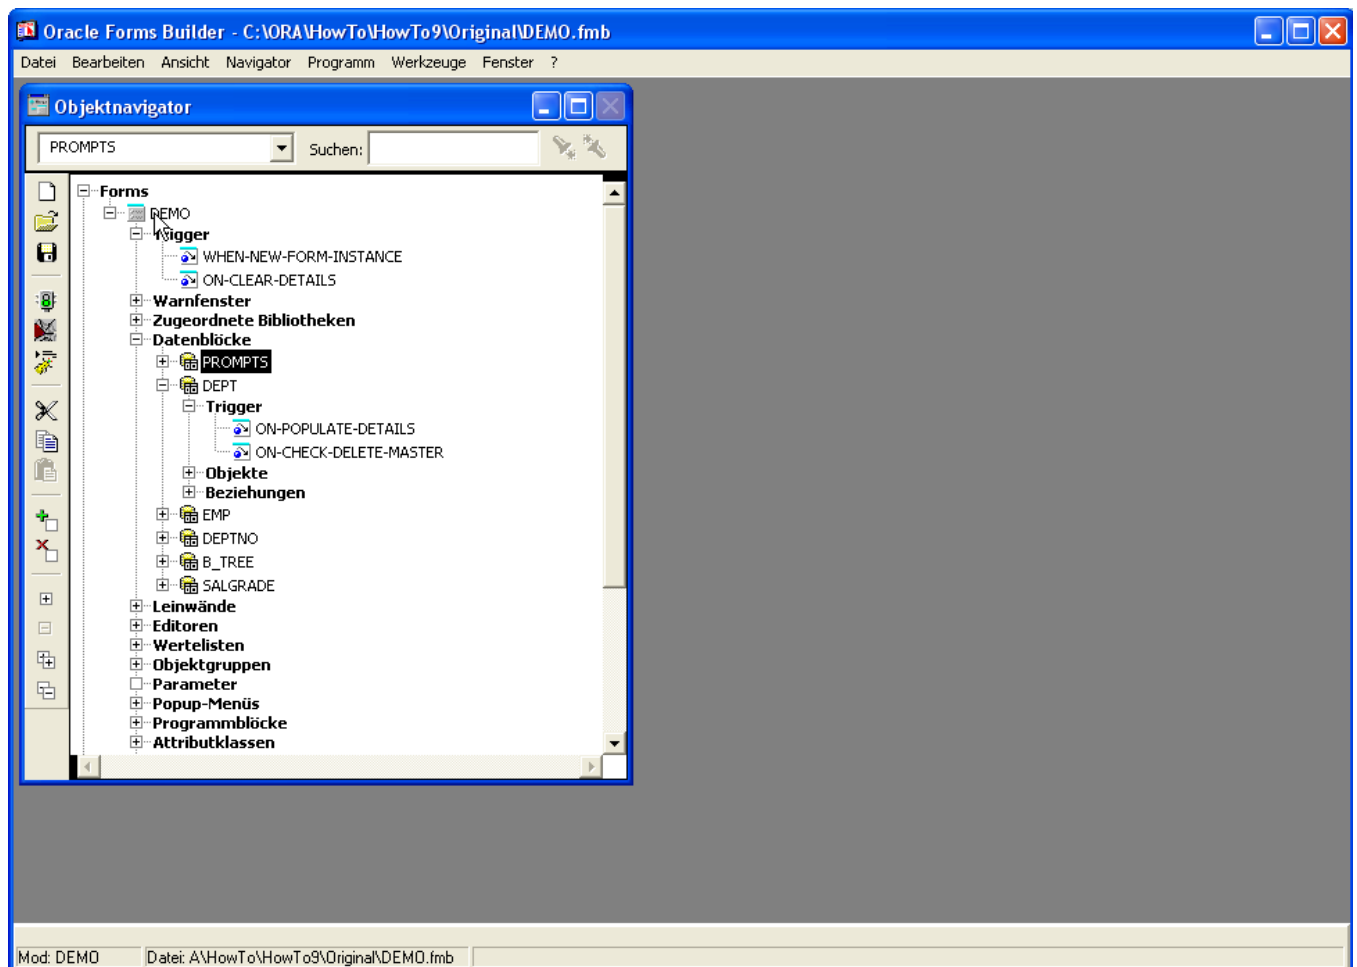 Oracle Forms Builder - C:\ORA\HowTo\HowTo9\Original\DEMO.fmb
Datei Bearbeiten Ansicht Navigator Programm Werkzeuge Fenster ?
Objektnavigator
PROMPTS Suchen:
Forms
DEMO
Trigger
WHEN-NEW-FORM-INSTANCE
ON-CLEAR-DETAILS
Warnfenster
Zugeordnete Bibliotheken
Datenblöcke
PROMPTS
DEPT
Trigger
ON-POPULATE-DETAILS
ON-CHECK-DELETE-MASTER
Objekte
Beziehungen
EMP
DEPTNO
B_TREE
SALGRADE
Leinwände
Editoren
Wertelisten
Objektgruppen
Parameter
Popup-Menüs
Programmblöcke
Attributklassen
Mod: DEMO Datei: A\HowTo\HowTo9\Original\DEMO.fmb